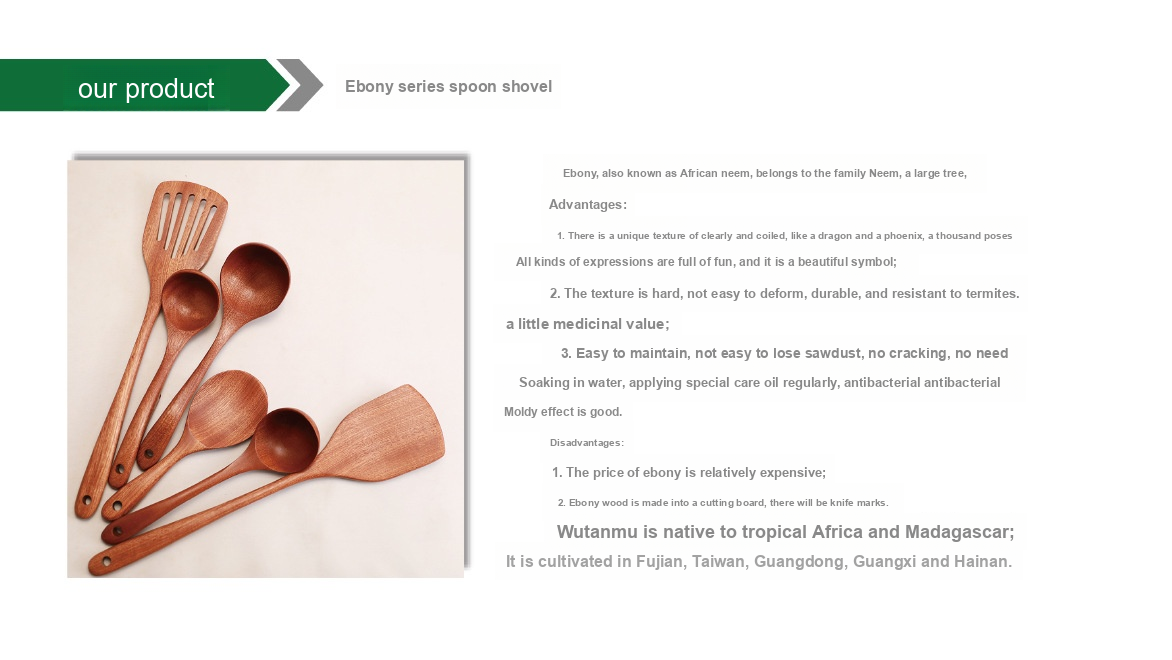 our product
Ebony series spoon shovel
Ebony, also known as African neem, belongs to the family Neem, a large tree,
Advantages:
1. There is a unique texture of clearly and coiled, like a dragon and a phoenix, a thousand poses
All kinds of expressions are full of fun, and it is a beautiful symbol;
2. The texture is hard, not easy to deform, durable, and resistant to termites.
a little medicinal value;
3. Easy to maintain, not easy to lose sawdust, no cracking, no need
Soaking in water, applying special care oil regularly, antibacterial antibacterial
Moldy effect is good.
Disadvantages:
1. The price of ebony is relatively expensive;
2. Ebony wood is made into a cutting board, there will be knife marks.
Wutanmu is native to tropical Africa and Madagascar;
It is cultivated in Fujian, Taiwan, Guangdong, Guangxi and Hainan.